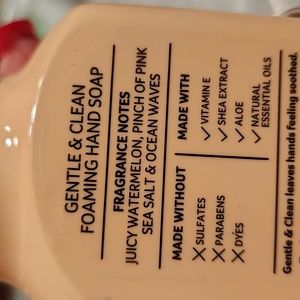 GENTLE & CLEAN
FOAMING HAND SOAP
FRAGRANCE NOTES
JUICY WATERMELON, PINCH OF PINK
SEA SALT & OCEAN WAVES
MADE WITHOUT
SULFATES
PARABENS
DYES
MADE WITH
VITAMIN E
SHEA EXTRACT
ALOE
NATURAL
ESSENTIAL OILS
Gentle & Clean leaves hands feeling soothed.